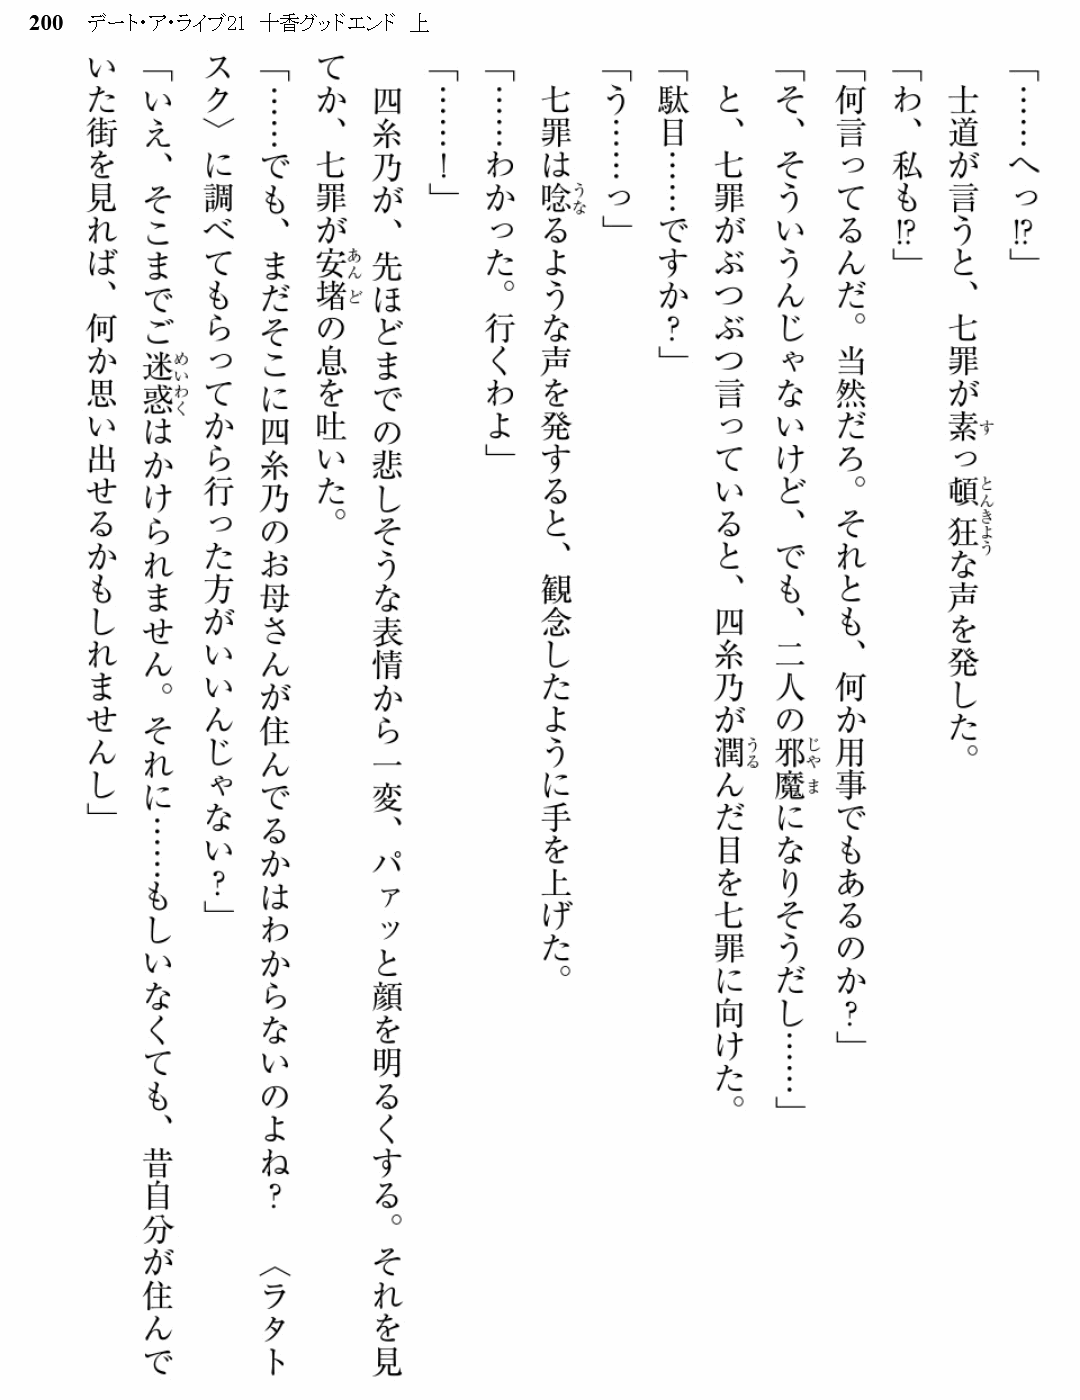 200 デート・ア・ライブ21 十香グッドエンド 上
「……へっ!?」
士道が言うと、七罪が素っ頓狂な声を発した。
「わ、私も!?」
「何言ってるんだ。当然だろ。それとも、何か用事でもあるのか？」
「そ、そういうんじゃないけど、でも、二人の邪魔になりそうだし……」
と、七罪がぶつぶつ言っていると、四糸乃が潤んだ目を七罪に向けた。
「駄目……ですか？」
「う……っ」
七罪は唸るような声を発すると、観念したように手を上げた。
「……わかった。行くわよ」
「……！」
四糸乃が、先ほどまでの悲しそうな表情から一変、パァッと顔を明るくする。それを見
てか、七罪が安堵の息を吐いた。
「……でも、まだそこに四糸乃のお母さんが住んでるかはわからないのよね？ 〈ラタト
スク〉に調べてもらってから行った方がいいんじゃない？」
「いえ、そこまでご迷惑はかけられません。それに……もしいなくても、昔自分が住んで
いた街を見れば、何か思い出せるかもしれませんし」